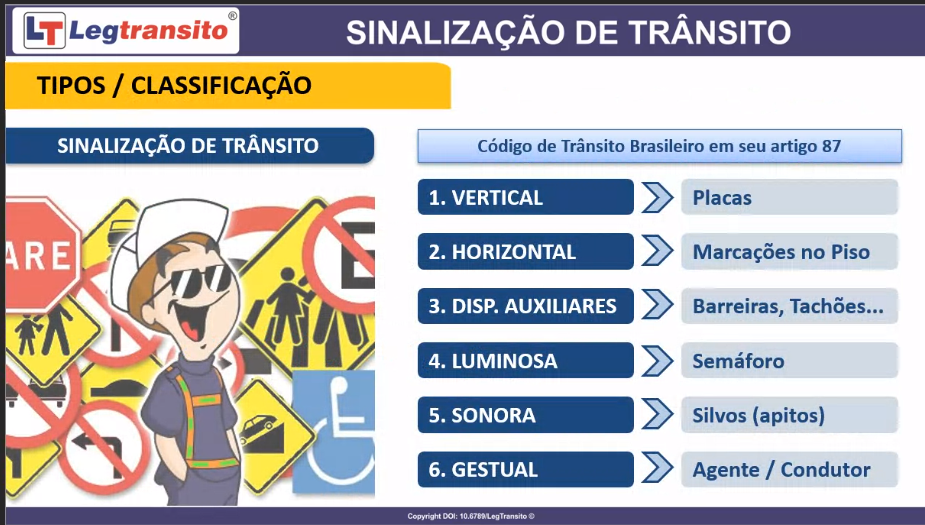 LT Legtransito®
SINALIZAÇÃO DE TRÂNSITO
TIPOS / CLASSIFICAÇÃO
SINALIZAÇÃO DE TRÂNSITO
ARE
E
Código de Trânsito Brasileiro em seu artigo 87
1. VERTICAL
Placas
2. HORIZONTAL
Marcações no Piso
3. DISP. AUXILIARES
Barreiras, Tachões...
4. LUMINOSA
Semáforo
5. SONORA
Silvos (apitos)
6. GESTUAL
Agente / Condutor
Copyright DOI: 10.6789/LegTransito ©